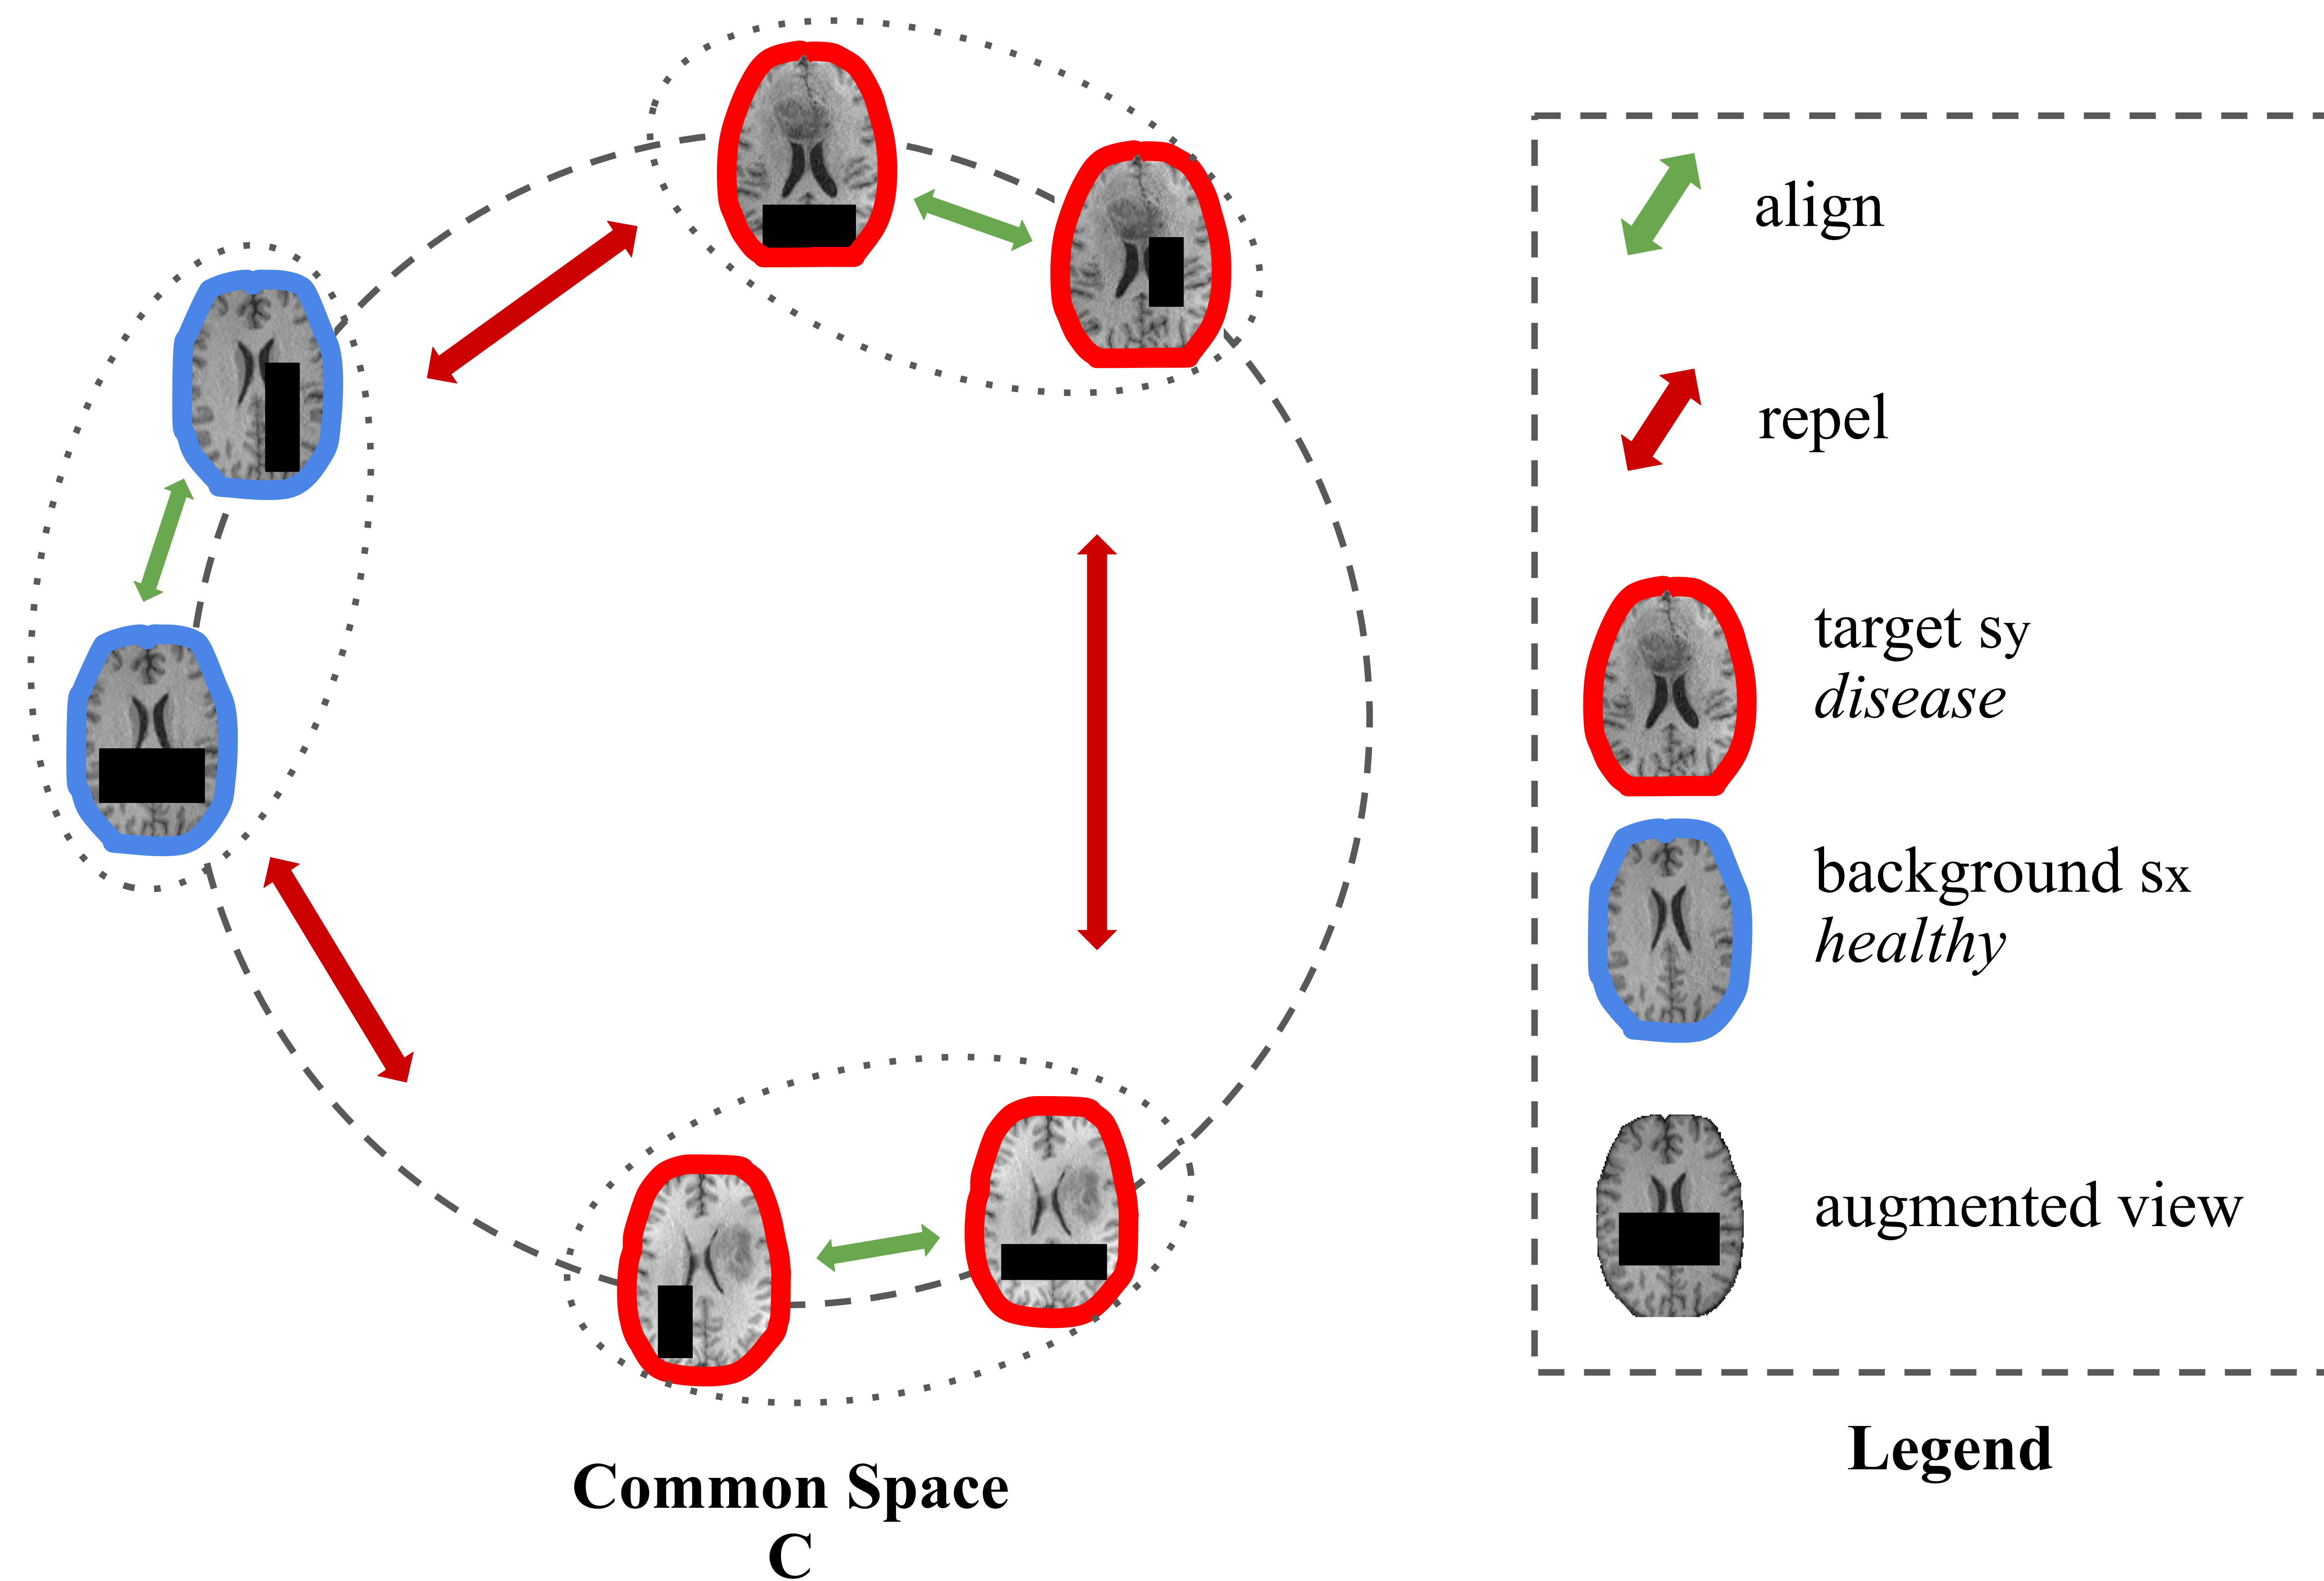 align
repel
target sy
disease
background sx
healthy
augmented view
Legend
Common Space
C